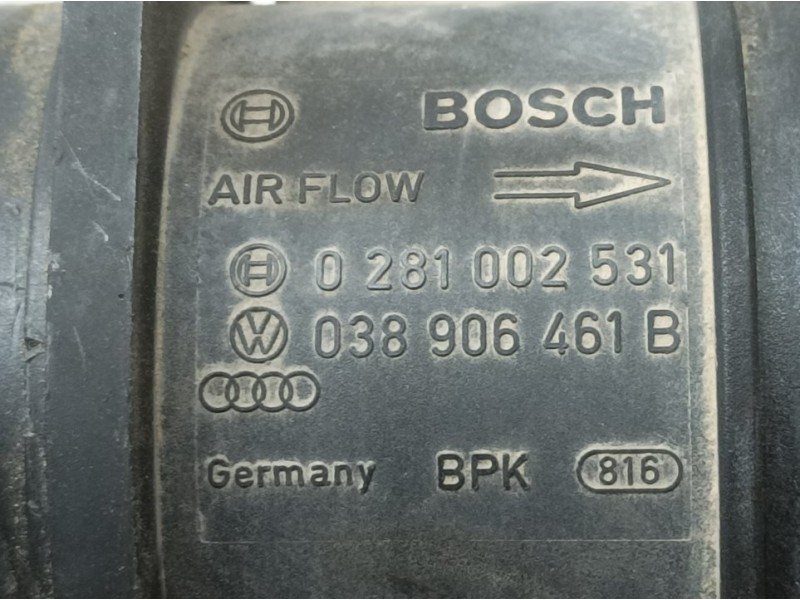 BOSCH
AIR FLOW
0 281 002 531
038 906 461 B
Germany BPK 816